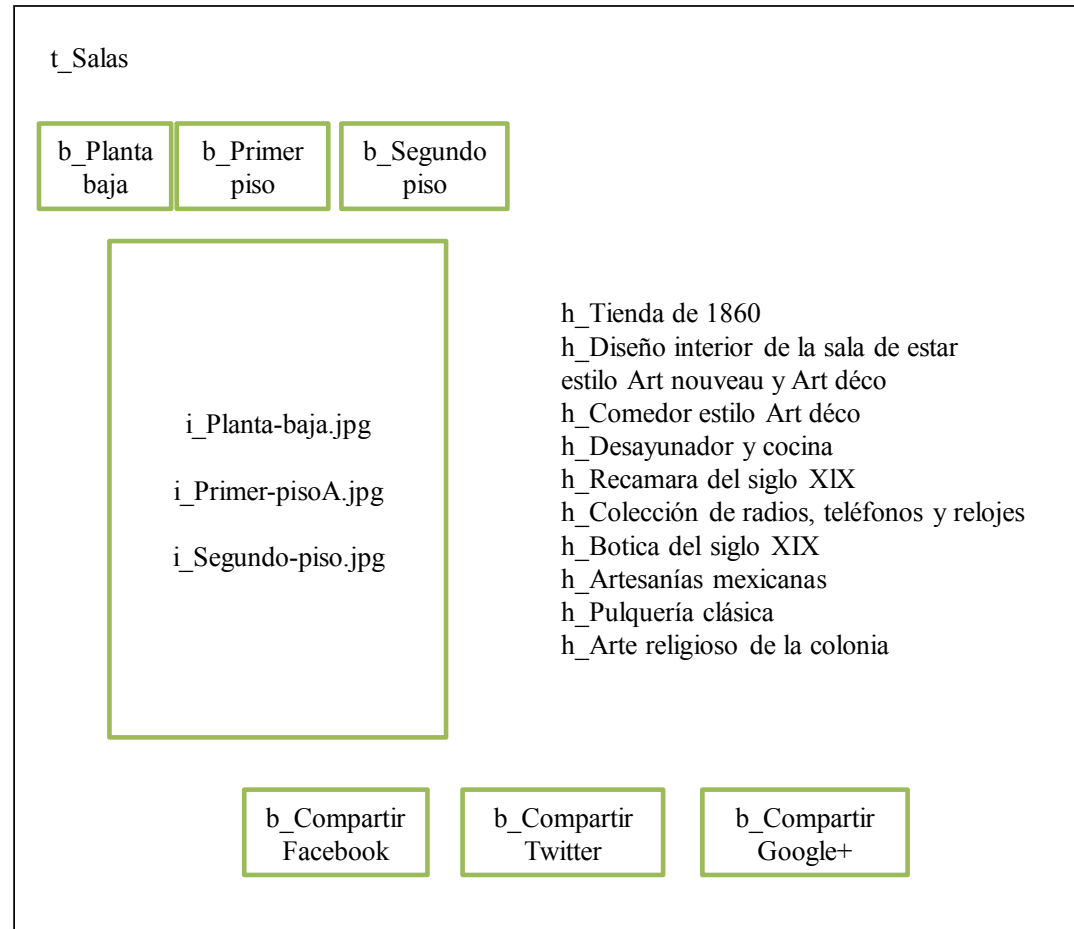 t_Salas
b_Planta
baja
b_Primer
piso
b_Segundo
piso
i_Planta-baja.jpg
i_Primer-pisoA.jpg
i_Segundo-piso.jpg
h_Tienda de 1860
h_Diseño interior de la sala de estar
estilo Art nouveau y Art déco
h_Comedor estilo Art déco
h_Desayunador y cocina
h_Recamara del siglo XlX
h_Colección de radios, teléfonos y relojes
h_Botica del siglo XIX
h_Artesanías mexicanas
h_Pulquería clásica
h_Arte religioso de la colonia
b_Compartir
Facebook
b_Compartir
Twitter
b_Compartir
Google+